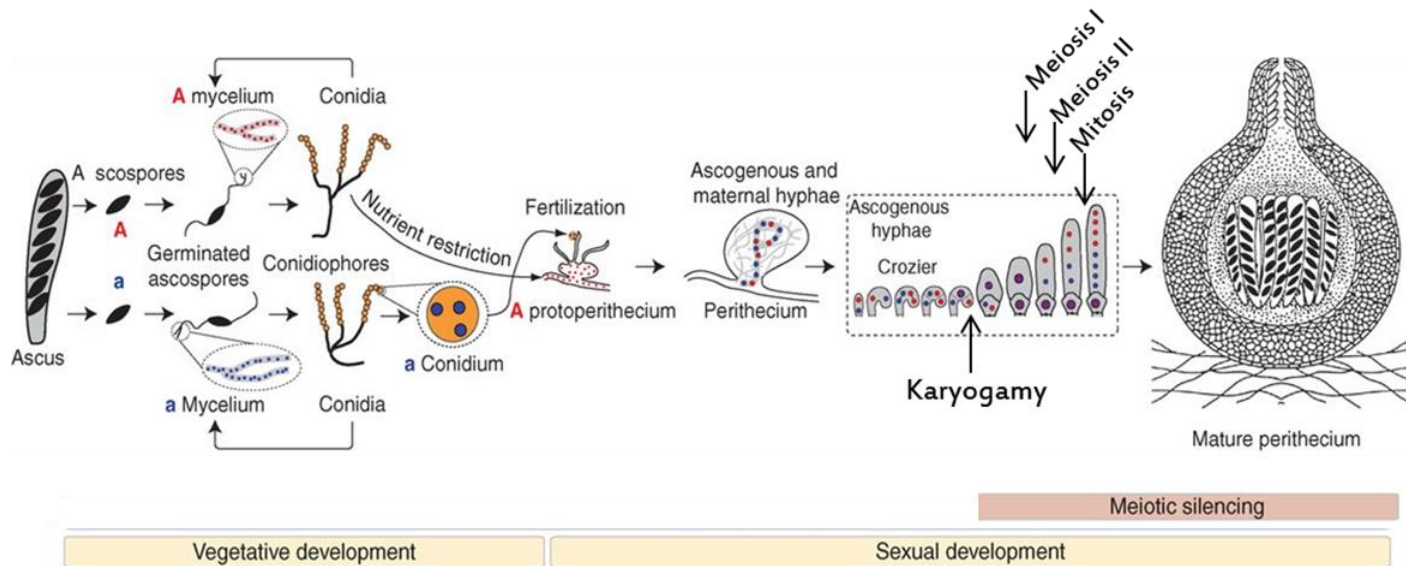 A mycelium
Conidia
Meiosis I
Meiosis II
Mitosis
A scospores
A
y
Nutrient restriction
Fertilization
Ascogenous and
maternal hyphae
Ascogenous
hyphae
Crozier
a
Germinated
ascospores
Conidiophores
A protoperithecium
Perithecium
Ascus
a Conidium
Karyogamy
a Mycelium
Conidia
Mature perithecium
Meiotic silencing
Vegetative development
Sexual development